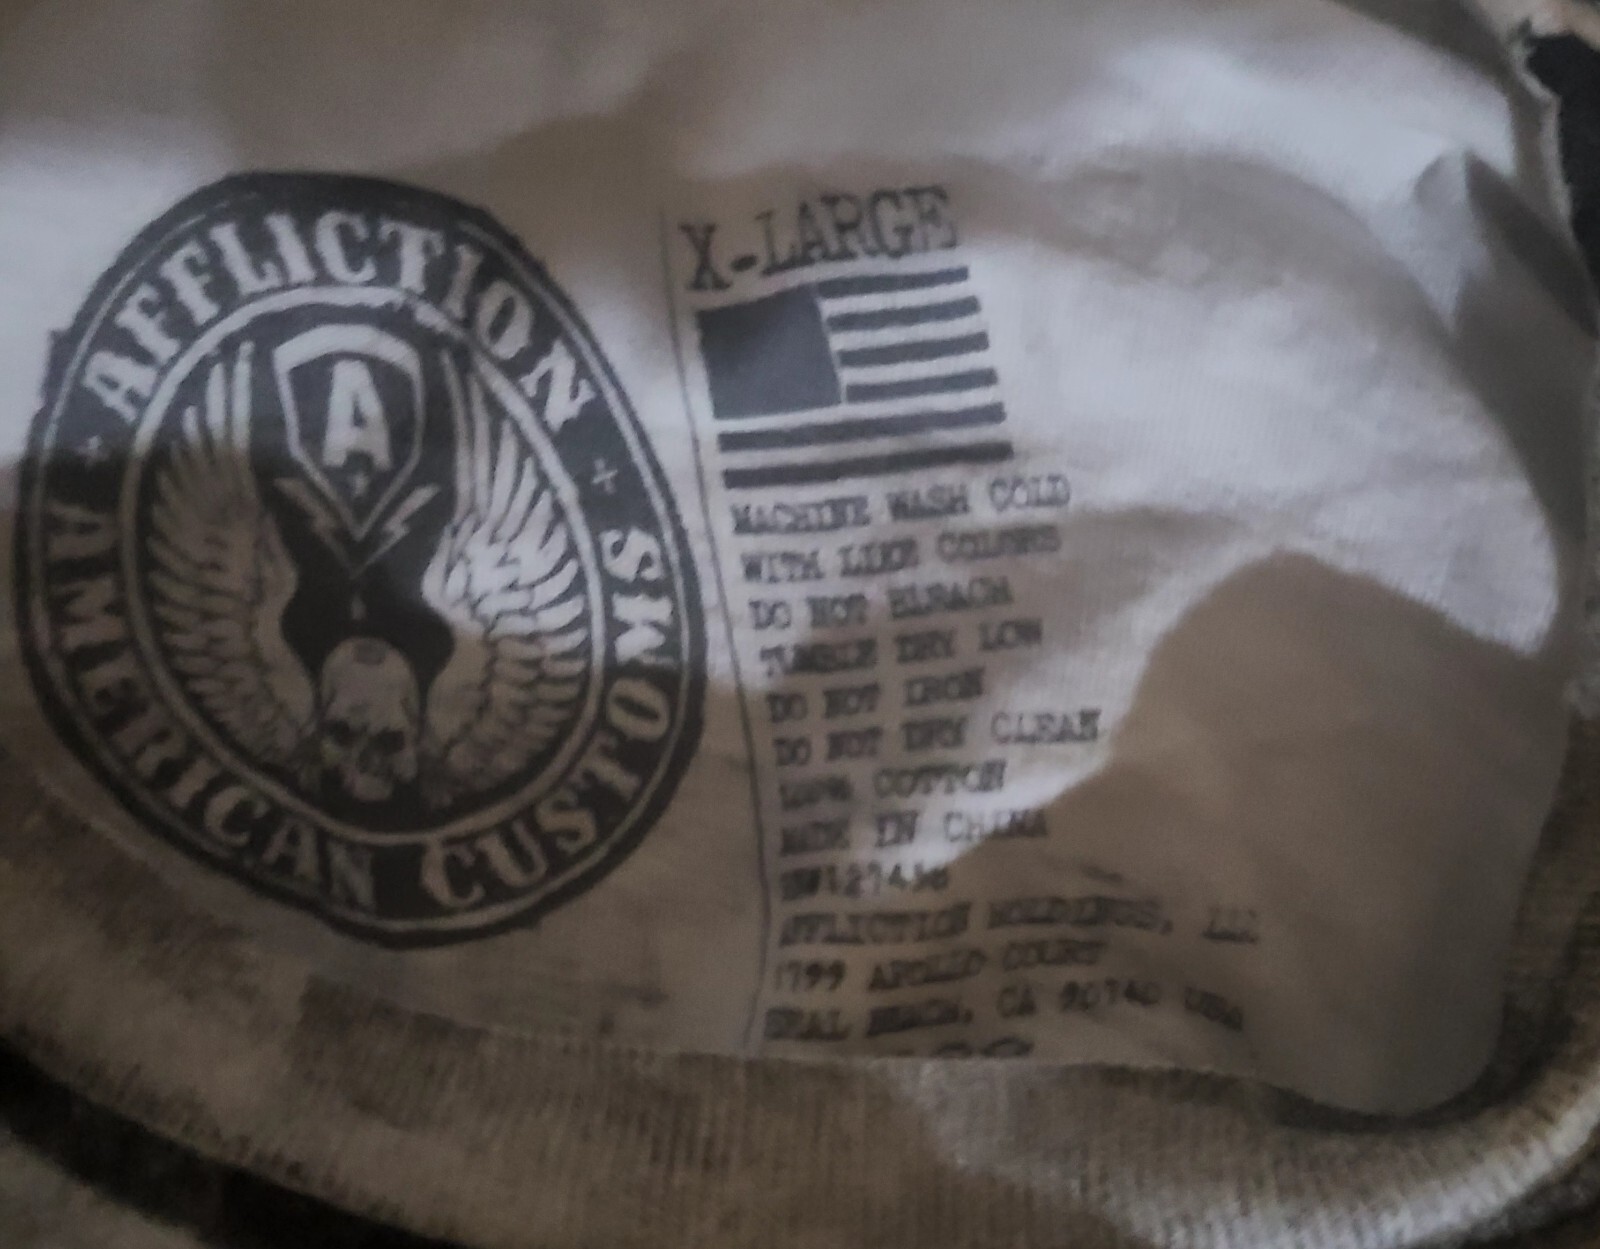 AFFLICTION
AMERICAN CUSTOMS
A
X-LARGE
MACHINE WASH COLD
WITH LIKE COLORS
DO NOT BLEACH
TUMBLE DRY LOW
DO NOT IRON
DO NOT DRY CLEAN
100% COTTON
MADE IN CHINA
AFFLICTION HOLDINGS, LLC
1799 APOLLO COURT
SEAL BEACH, CA 90740 USA